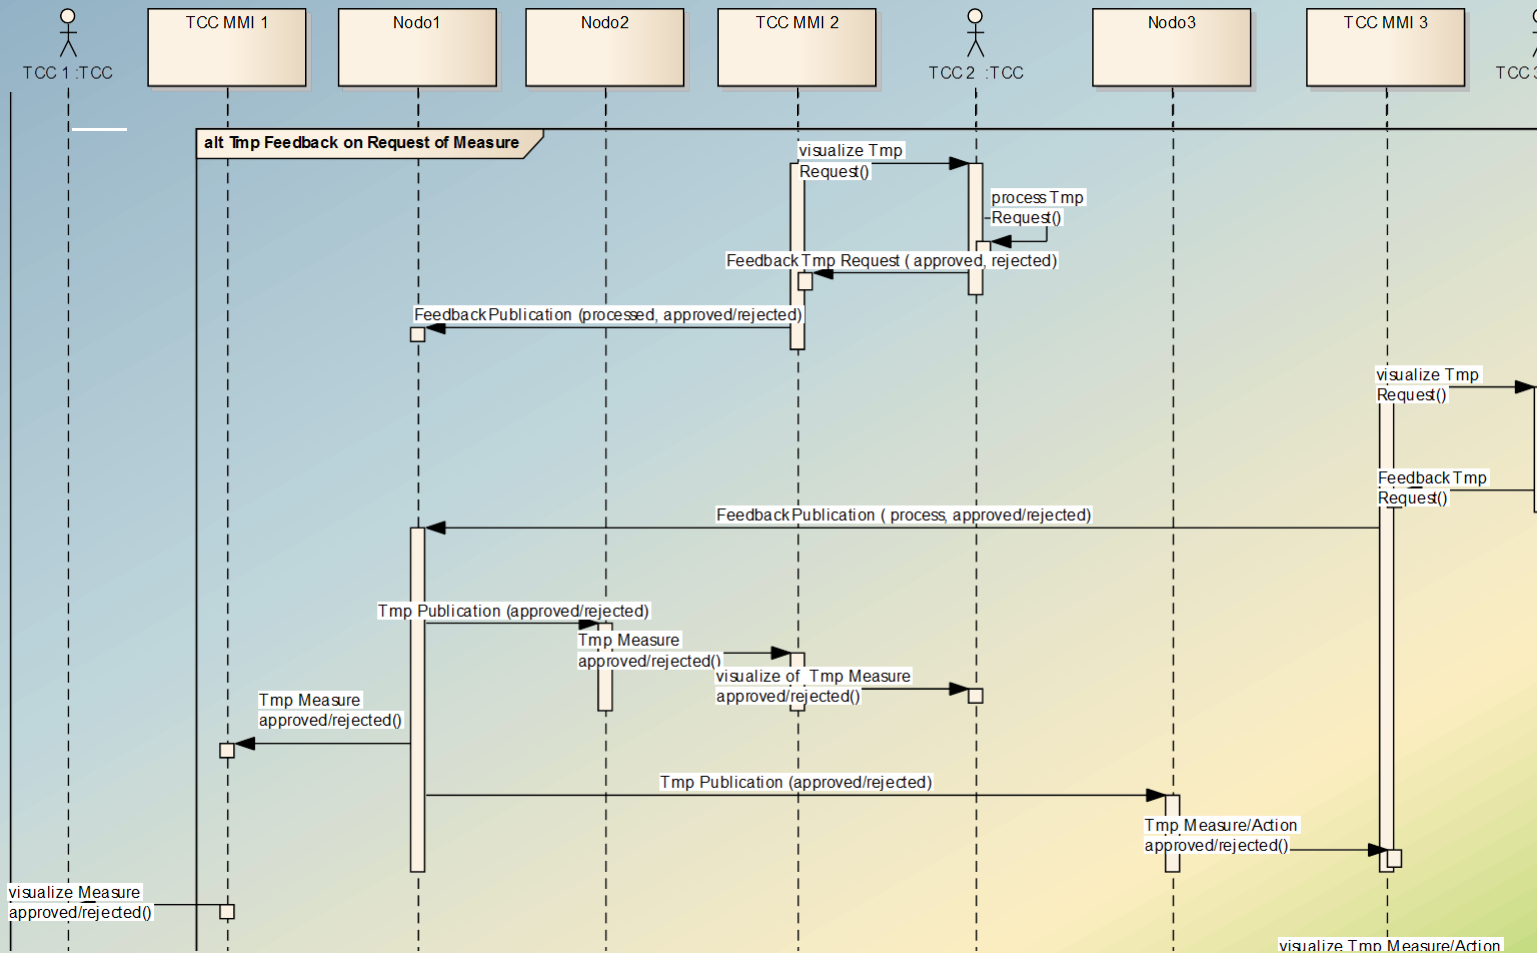 TCC MMI 1
Nodo1
Nodo2
TCC MMI 2
Nodo3
TCC MMI 3
TCC 1 :TCC
TCC 2 :TCC
TCC 3
alt Tmp Feedback on Request of Measure
visualize Tmp
Request()
process Tmp
Request()
Feedback Tmp Request ( approved, rejected)
Feedback Publication (processed, approved/rejected)
visualize Tmp
Request()
Feedback Tmp
Request()
Feedback Publication ( process, approved/rejected)
Tmp Publication (approved/rejected)
Tmp Measure
approved/rejected()
visualize of Tmp Measure
approved/rejected()
Tmp Measure
approved/rejected()
Tmp Publication (approved/rejected)
Tmp Measure/Action
approved/rejected()
visualize Measure
approved/rejected()
visualize Tmp Measure/Action